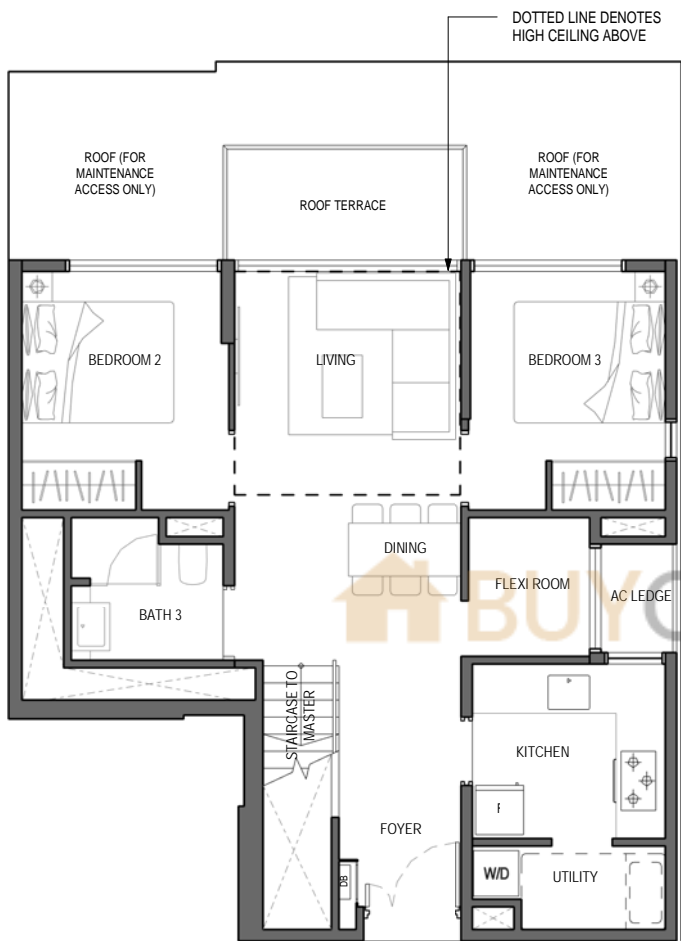 DOTTED LINE DENOTES
HIGH CEILING ABOVE
ROOF (FOR
MAINTENANCE
ACCESS ONLY)
ROOF TERRACE
ROOF (FOR
MAINTENANCE
ACCESS ONLY)
BEDROOM 2
LIVING
BEDROOM 3
DINING
FLEXI ROOM
AC LEDGE
BUYC
BATH 3
STAIRCASE TO
MASTER
KITCHEN
F
FOYER
DB
W/D
UTILITY